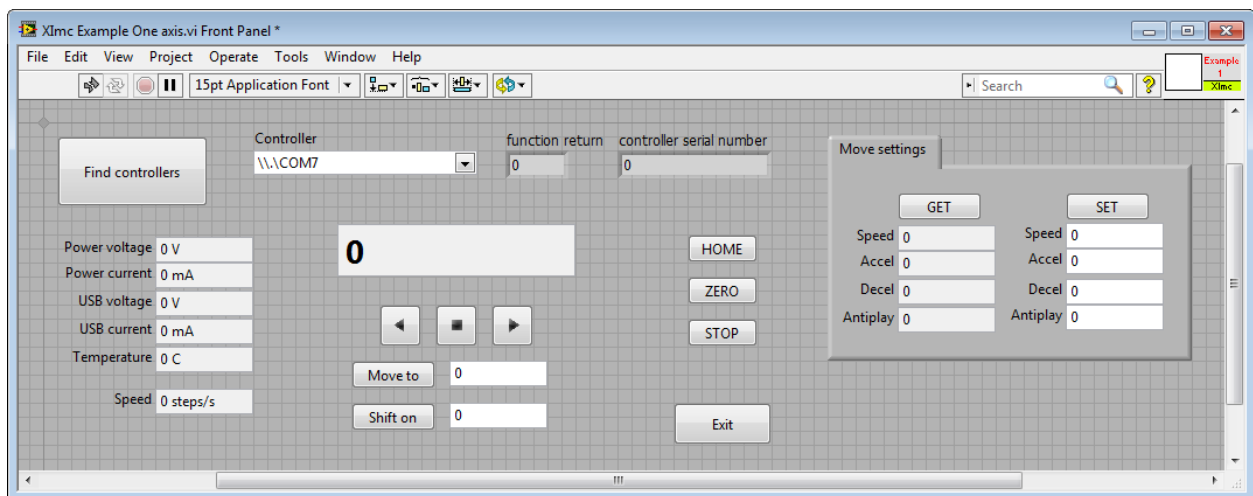 XImc Example One axis.vi Front Panel *
File Edit View Project Operate Tools Window Help
15pt Application Font
Search
?
Example
1
XImc
Controller
function return
controller serial number
Find controllers
\\.\COM7
0
0
Move settings
GET
SET
Speed 0
Speed 0
Accel 0
Accel 0
Decel 0
Decel 0
Antiplay 0
Antiplay 0
Power voltage 0 V
Power current 0 mA
USB voltage 0 V
USB current 0 mA
Temperature 0 C
Speed 0 steps/s
0
HOME
ZERO
STOP
Move to 0
Shift on 0
Exit